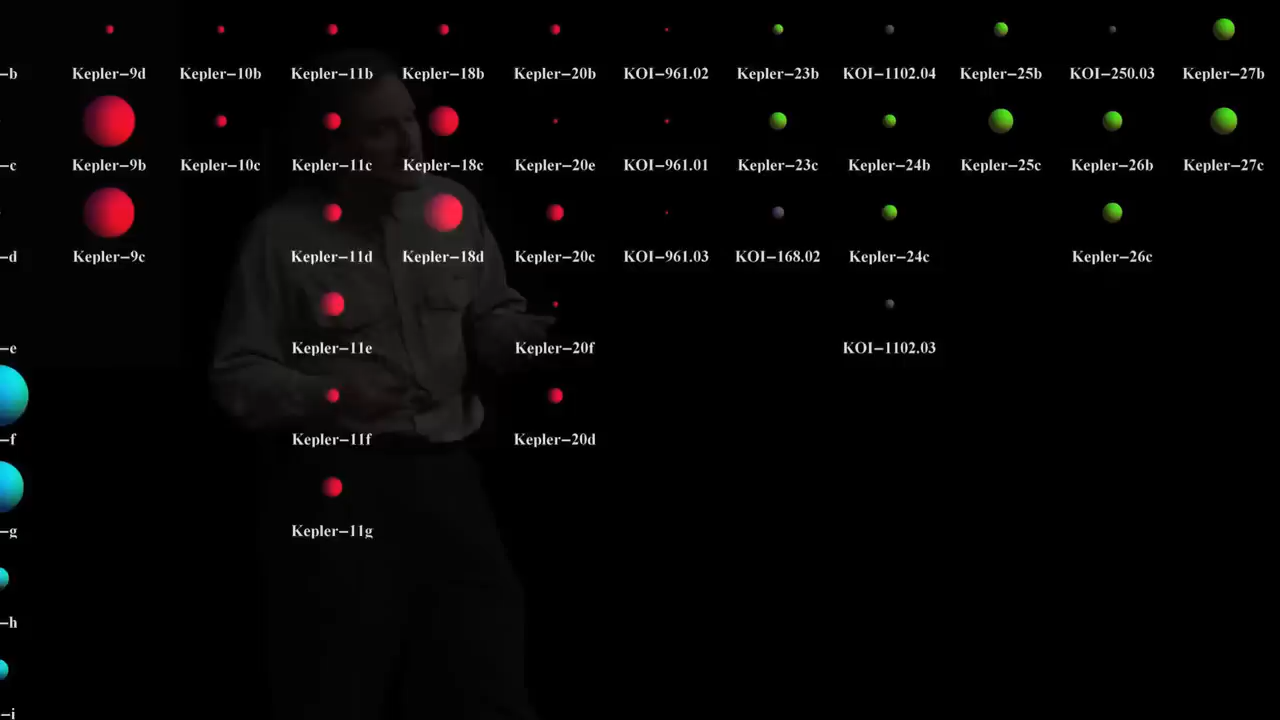 –b Kepler–9d Kepler–10b Kepler–11b Kepler–18b Kepler–20b KOI–961.02 Kepler–23b KOI–1102.04 Kepler–25b KOI–250.03 Kepler–27b
–c Kepler–9b Kepler–10c Kepler–11c Kepler–18c Kepler–20e KOI–961.01 Kepler–23c Kepler–24b Kepler–25c Kepler–26b Kepler–27c
–d Kepler–9c Kepler–11d Kepler–18d Kepler–20c KOI–961.03 KOI–168.02 Kepler–24c Kepler–26c
–e Kepler–11e Kepler–20f KOI–1102.03
–f Kepler–11f Kepler–20d
–g Kepler–11g
–h
–i